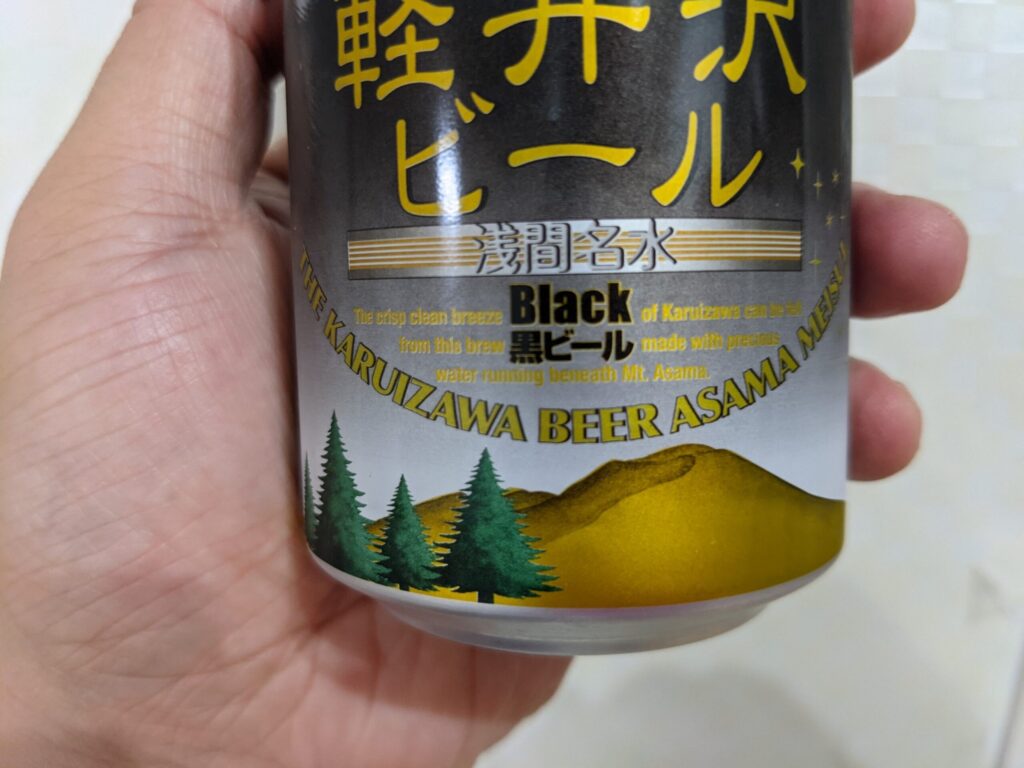 軽井沢
ビール
浅間名水
The crisp clean breeze Black of Karuizawa can be felt
from this brew 黒ビール made with precious
water running beneath Mt. Asama.
THE KARUIZAWA BEER ASAMA MEISUI